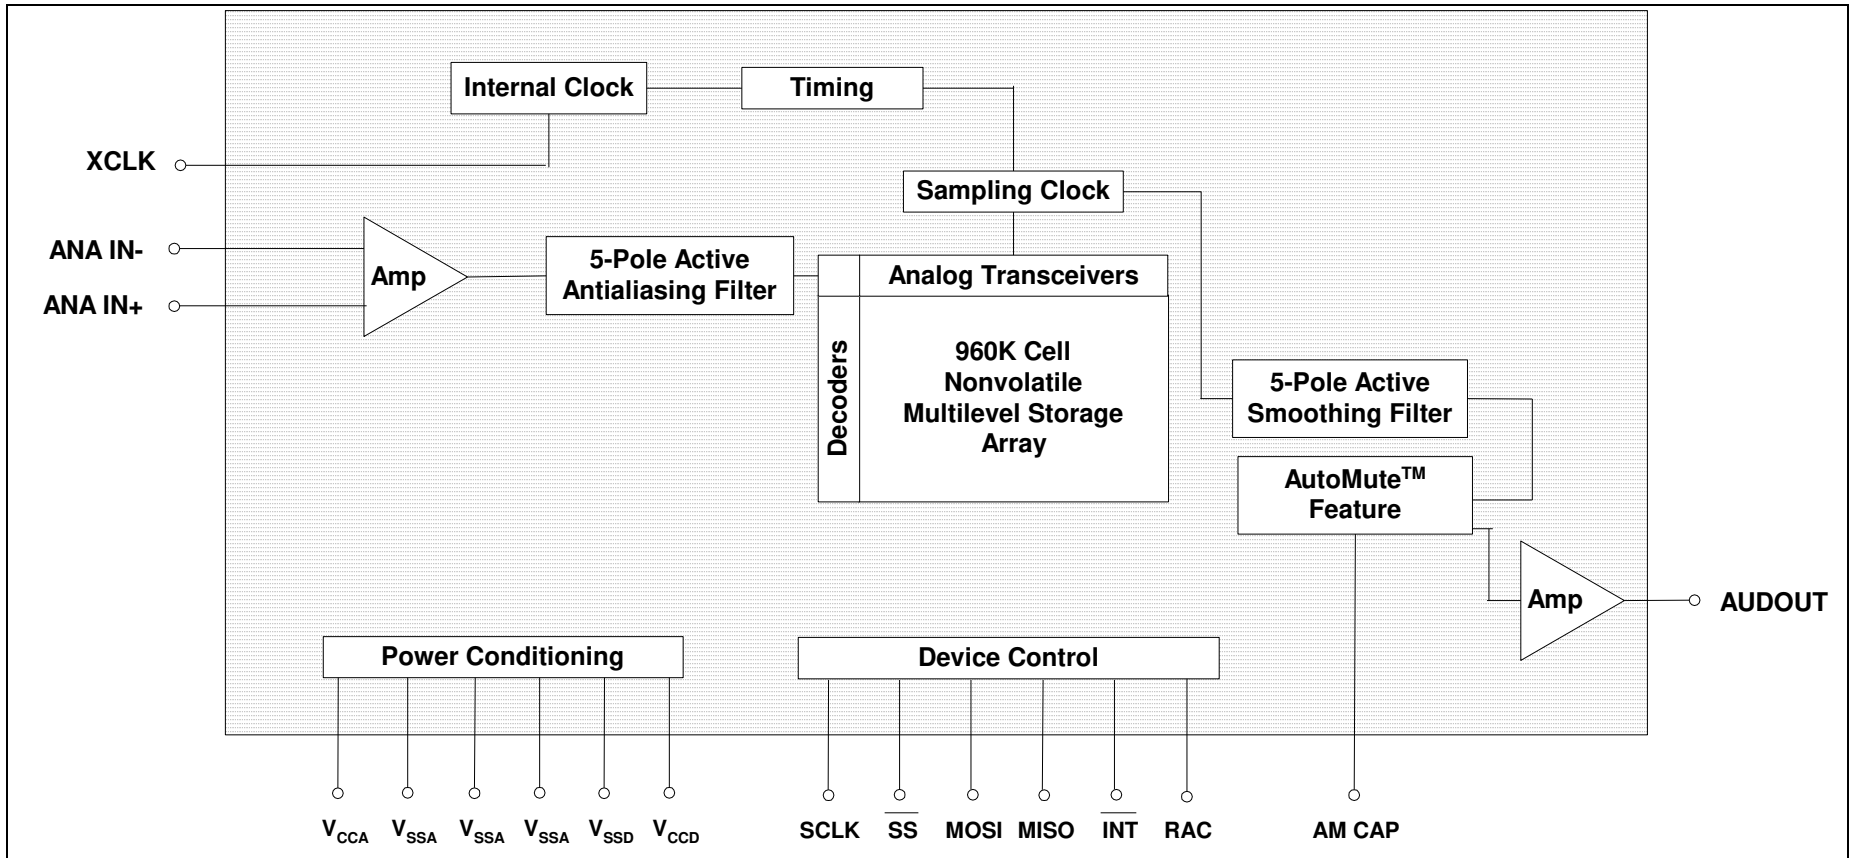 Internal Clock
Timing
XCLK
Sampling Clock
ANA IN-
ANA IN+
Amp
5-Pole Active
Antialiasing Filter
Analog Transceivers
Decoders
960K Cell
Nonvolatile
Multilevel Storage
Array
5-Pole Active
Smoothing Filter
AutoMuteTM
Feature
Amp
AUDOUT
Power Conditioning
Device Control
VCCA VSSA VSSA VSSA VSSD VCCD SCLK SS MOSI MISO INT RAC AM CAP